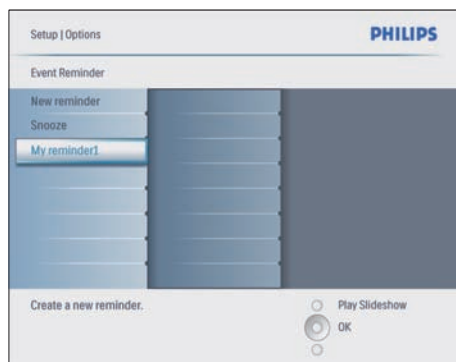 Setup | Options
PHILIPS
Event Reminder
New reminder
Snooze
My reminder1
Create a new reminder.
Play Slideshow
OK